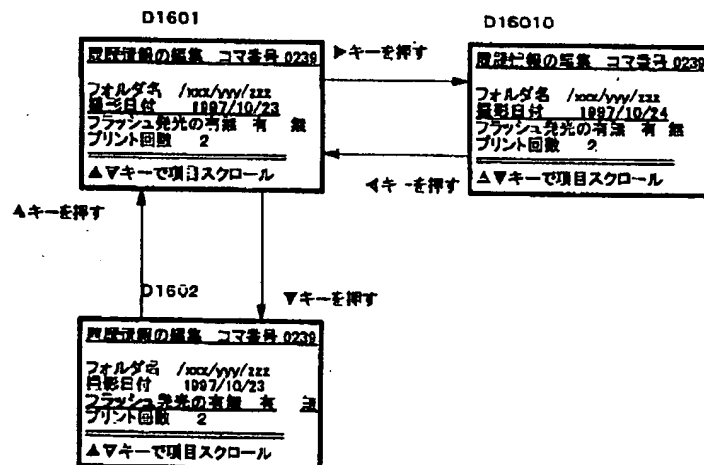 D1601
履歴情報の編集 コマ番号 0239
フォルダ名 /xxx/yyy/zzz
撮影日付 1997/10/23
フラッシュ発光の有無 有 無
プリント回数 2
▲▼キーで項目スクロール
▶キーを押す
D16010
履歴情報の編集 コマ番号 0239
フォルダ名 /xxx/yyy/zzz
撮影日付 1997/10/24
フラッシュ発光の有無 有 無
プリント回数 2
△▼キーで項目スクロール
◀キーを押す
▲キーを押す
▼キーを押す
D1602
履歴情報の編集 コマ番号 0239
フォルダ名 /xxx/yyy/zzz
撮影日付 1997/10/23
フラッシュ発光の有無 有 無
プリント回数 2
▲▼キーで項目スクロール